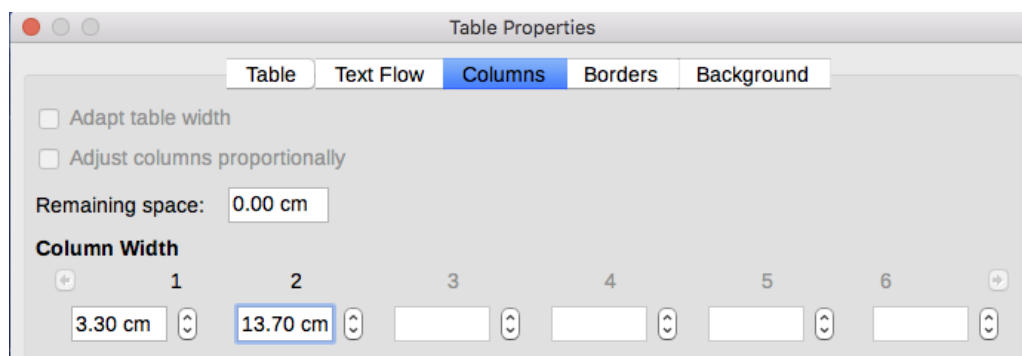 Table Properties
Table Text Flow Columns Borders Background
Adapt table width
Adjust columns proportionally
Remaining space: 0.00 cm
Column Width
1 2 3 4 5 6
3.30 cm 13.70 cm